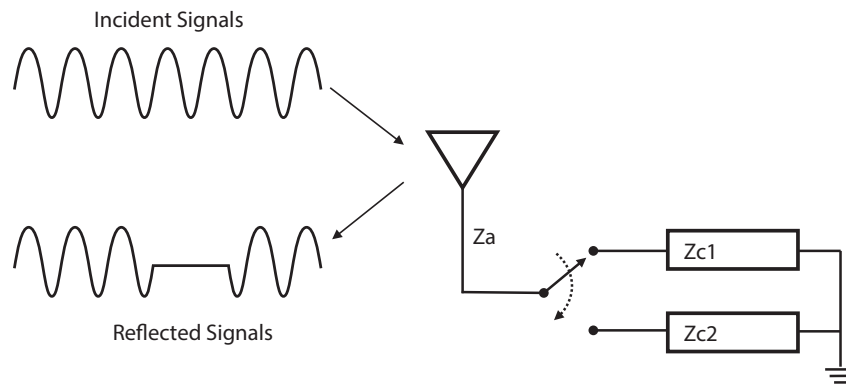 Incident Signals
Reflected Signals
Za
Zc1
Zc2